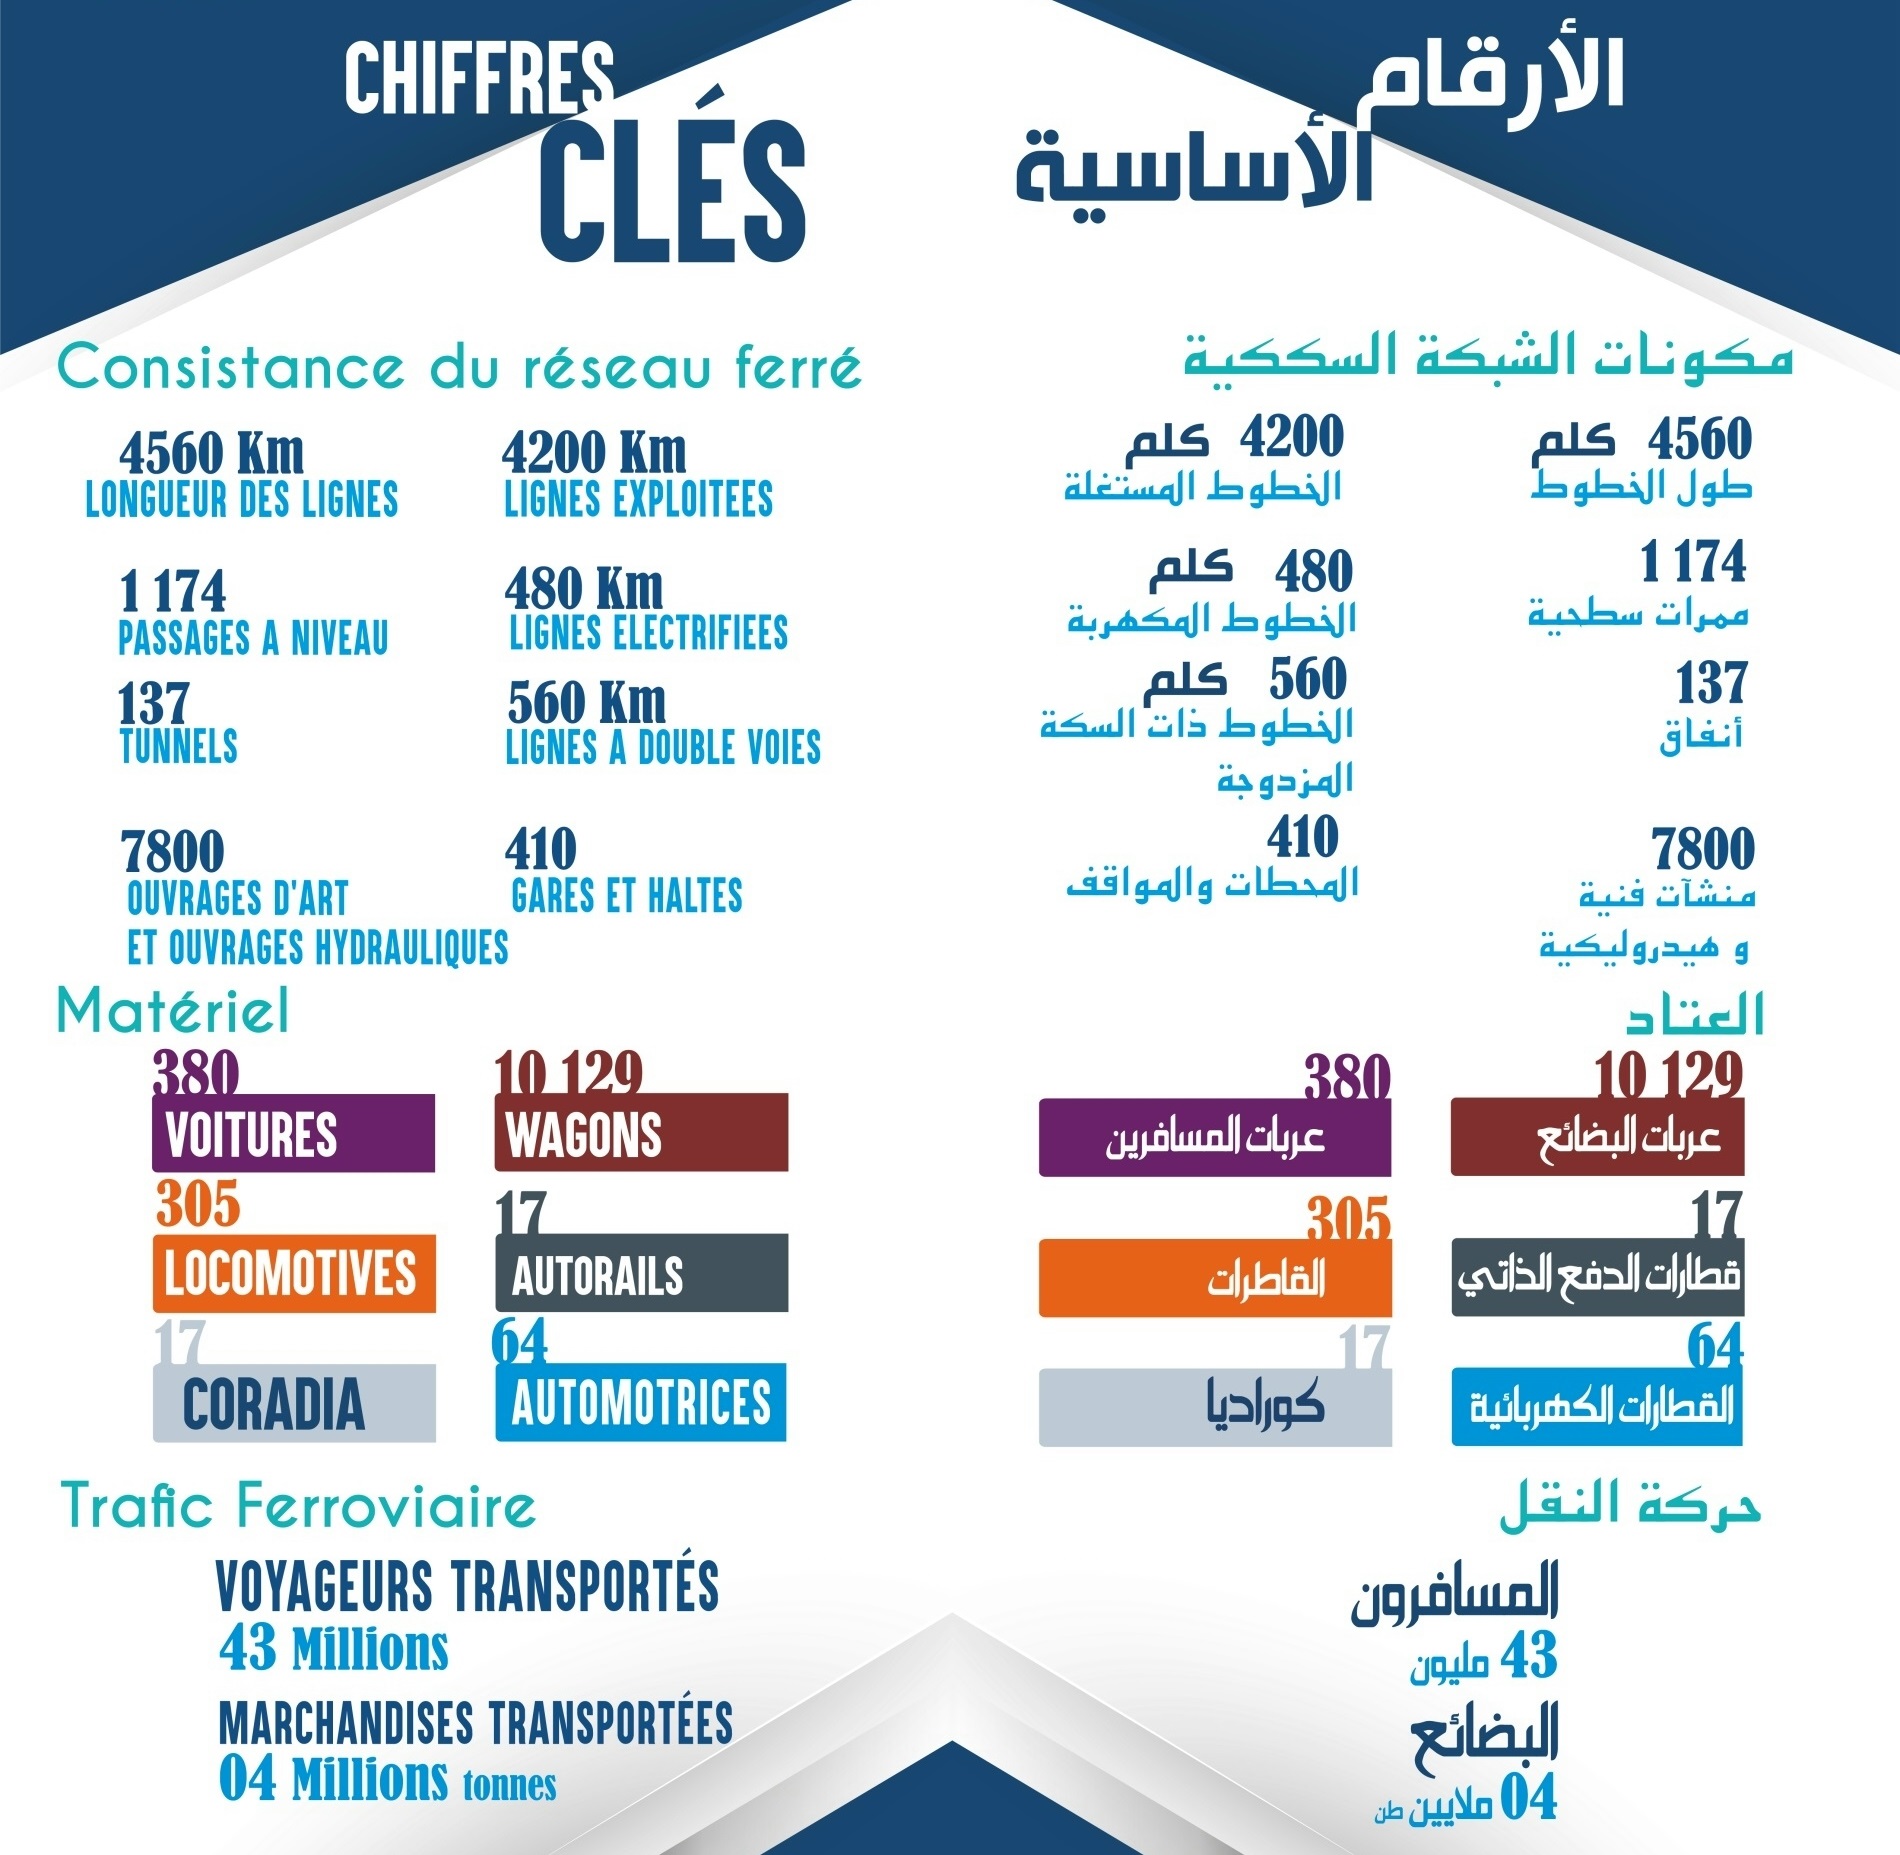 CHIFFRES
CLÉS
Consistance du réseau ferré
4560 Km
LONGUEUR DES LIGNES
4200 Km
LIGNES EXPLOITEES
1 174
PASSAGES A NIVEAU
480 Km
LIGNES ELECTRIFIEES
137
TUNNELS
560 Km
LIGNES A DOUBLE VOIES
7800
OUVRAGES D'ART
ET OUVRAGES HYDRAULIQUES
410
GARES ET HALTES
Matériel
380
VOITURES
10 129
WAGONS
305
LOCOMOTIVES
17
AUTORAILS
17
CORADIA
64
AUTOMOTRICES
Trafic Ferroviaire
VOYAGEURS TRANSPORTÉS
43 Millions
MARCHANDISES TRANSPORTÉES
04 Millions tonnes
الأرقام
الأساسية
مكونات الشبكة السككية
4560 كلم
طول الخطوط
4200 كلم
الخطوط المستغلة
1 174
ممرات سطحية
480 كلم
الخطوط المكهربة
137
أنفاق
560 كلم
الخطوط ذات السكة
المزدوجة
7800
منشآت فنية
و هيدروليكية
410
المحطات والمواقف
العتاد
10 129
عربات البضائع
380
عربات المسافرين
17
قطارات الدفع الذاتي
305
القاطرات
64
القطارات الكهربائية
17
كوراديا
حركة النقل
المسافرون
43 مليون
البضائع
04 ملايين طن